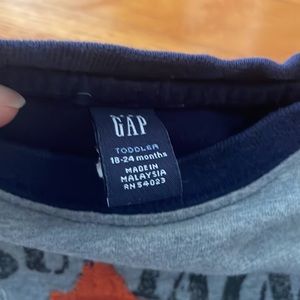 GAP
TODDLER
18-24 months
MADE IN
MALAYSIA
RN 54023